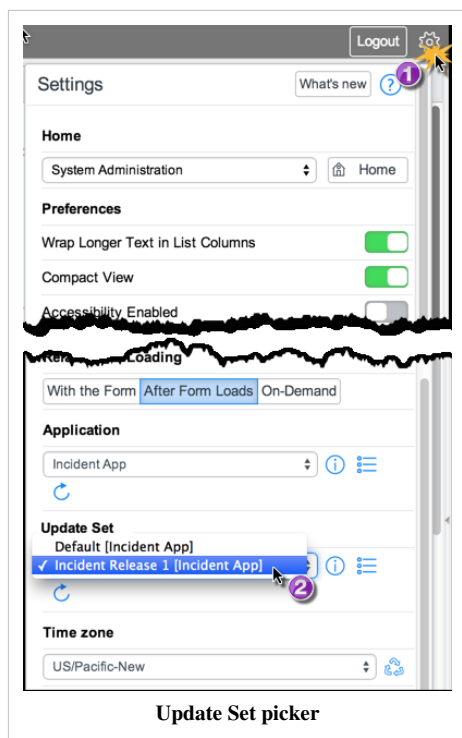 Logout
1
Settings
What's new
?
Home
System Administration
Home
Preferences
Wrap Longer Text in List Columns
Compact View
Accessibility Enabled
Loading
With the Form After Form Loads On-Demand
Application
Incident App
Update Set
Default [Incident App]
✓ Incident Release 1 [Incident App]
2
Time zone
US/Pacific-New
Update Set picker